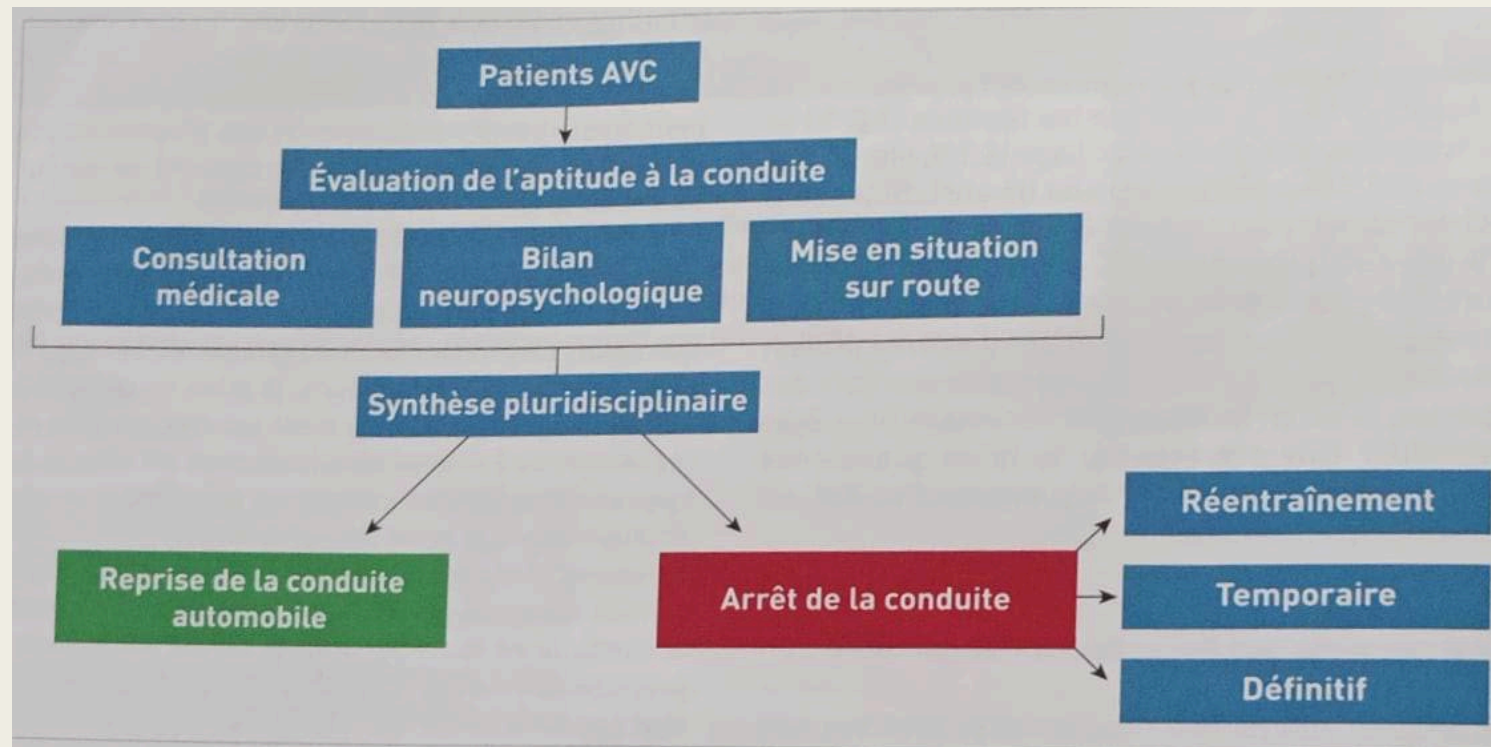 Patients AVC
Évaluation de l'aptitude à la conduite
Consultation
médicale
Bilan
neuropsychologique
Mise en situation
sur route
Synthèse pluridisciplinaire
Reprise de la conduite
automobile
Arrêt de la conduite
Réentraînement
Temporaire
Définitif